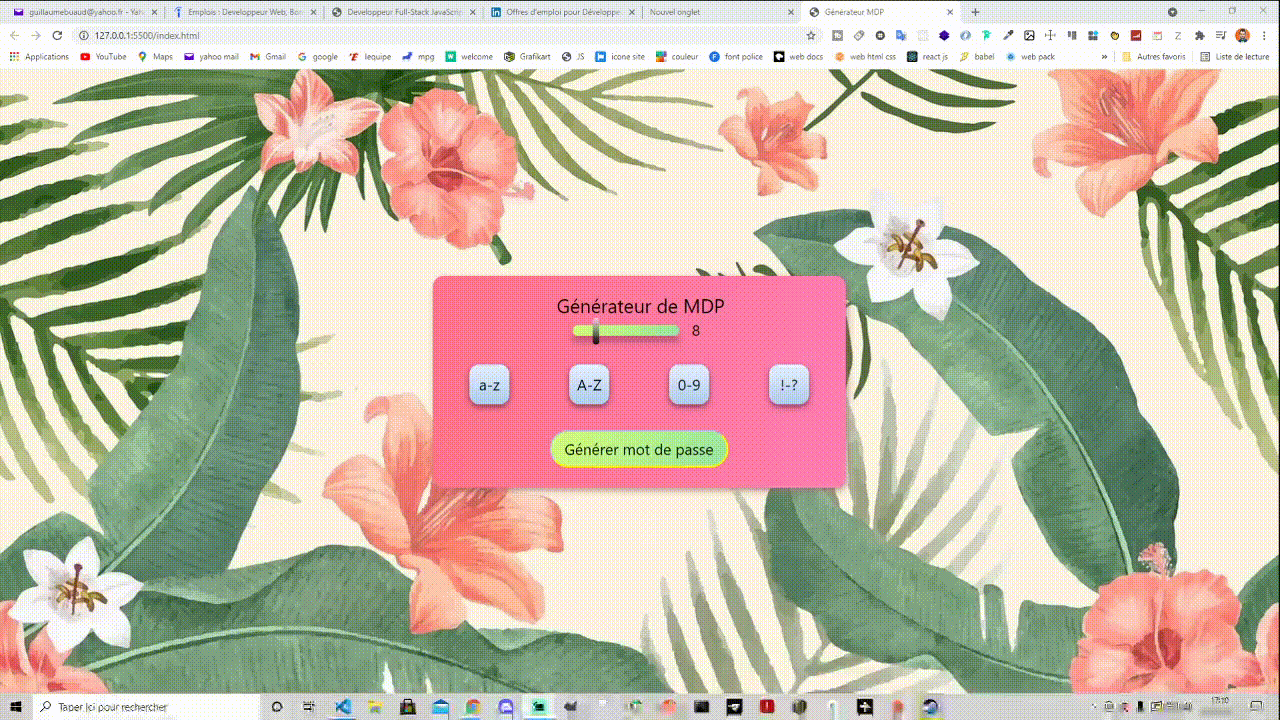 guillaumebuaud@yahoo.fr - Yah
Emplois : Developpeur Web, Bor
Developpeur Full-Stack JavaScri
Offres d'emploi pour Développe
Nouvel onglet
Générateur MDP
127.0.0.1:5500/index.html
Applications YouTube Maps yahoo mail Gmail google lequipe mpg welcome Grafikart JS icone site couleur font police web docs web html css react js babel web pack » Autres favoris Liste de lecture
Générateur de MDP
8
a-z A-Z 0-9 !-?
Générer mot de passe
Taper ici pour rechercher
17:10